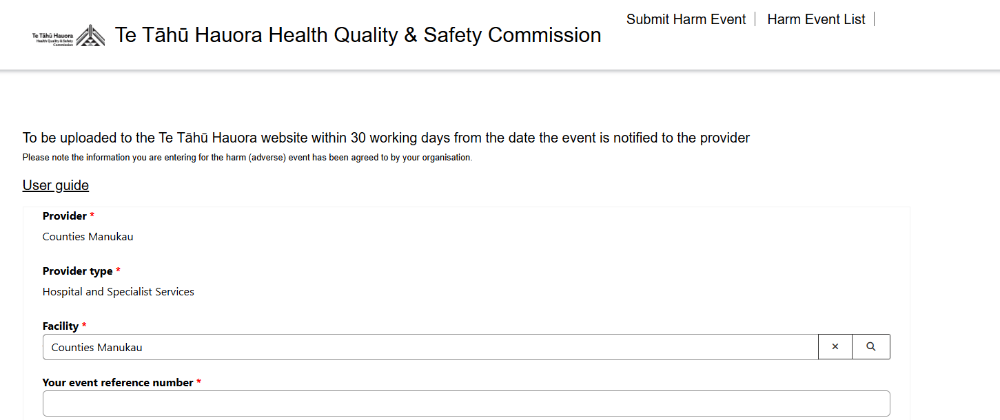 Te Tāhū Hauora
Health Quality & Safety
Commission
Te Tāhū Hauora Health Quality & Safety Commission
Submit Harm Event
Harm Event List
To be uploaded to the Te Tāhū Hauora website within 30 working days from the date the event is notified to the provider
Please note the information you are entering for the harm (adverse) event has been agreed to by your organisation.
User guide
Provider *
Counties Manukau
Provider type *
Hospital and Specialist Services
Facility *
Counties Manukau
Your event reference number *